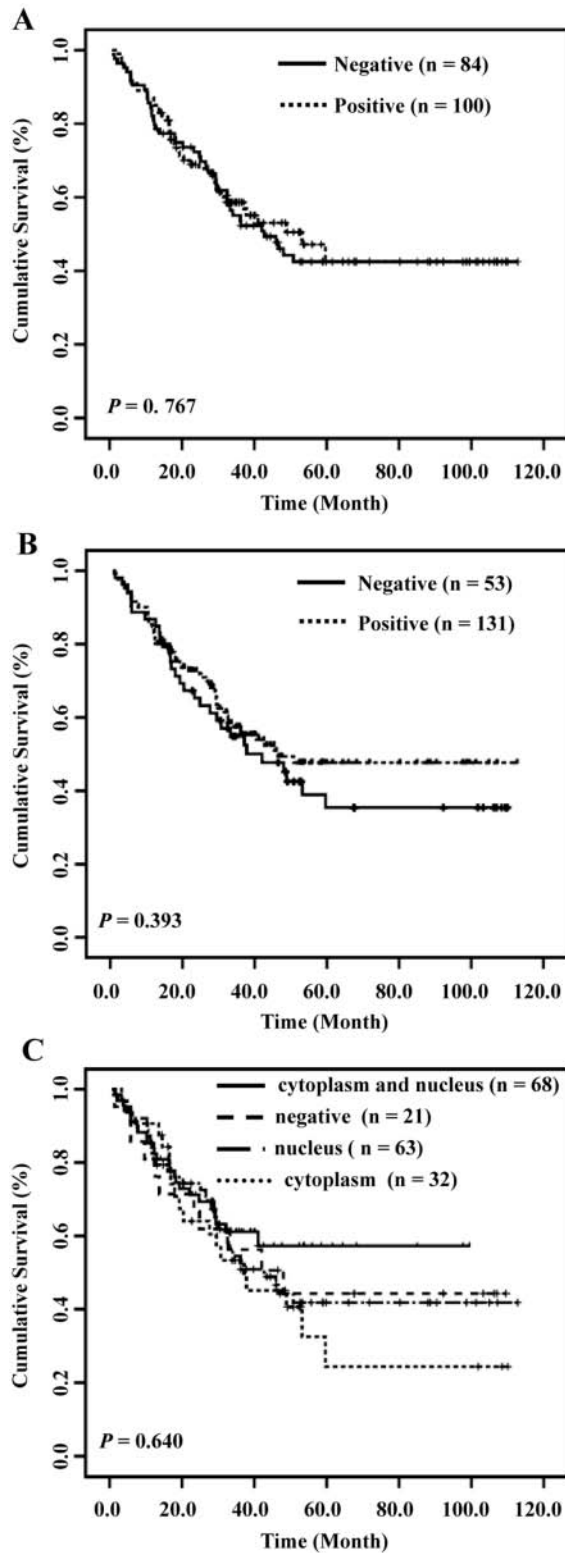 A
Cumulative Survival (%)
1.0
0.8
0.6
0.4
0.2
0.0
Negative (n = 84)
Positive (n = 100)
P = 0. 767
0.0 20.0 40.0 60.0 80.0 100.0 120.0
Time (Month)
B
Cumulative Survival (%)
1.0
0.8
0.6
0.4
0.2
0.0
Negative (n = 53)
Positive (n = 131)
P = 0.393
0.0 20.0 40.0 60.0 80.0 100.0 120.0
Time (Month)
C
Cumulative Survival (%)
1.0
0.8
0.6
0.4
0.2
0.0
cytoplasm and nucleus (n = 68)
negative (n = 21)
nucleus ( n = 63)
cytoplasm (n = 32)
P = 0.640
0.0 20.0 40.0 60.0 80.0 100.0 120.0
Time (Month)